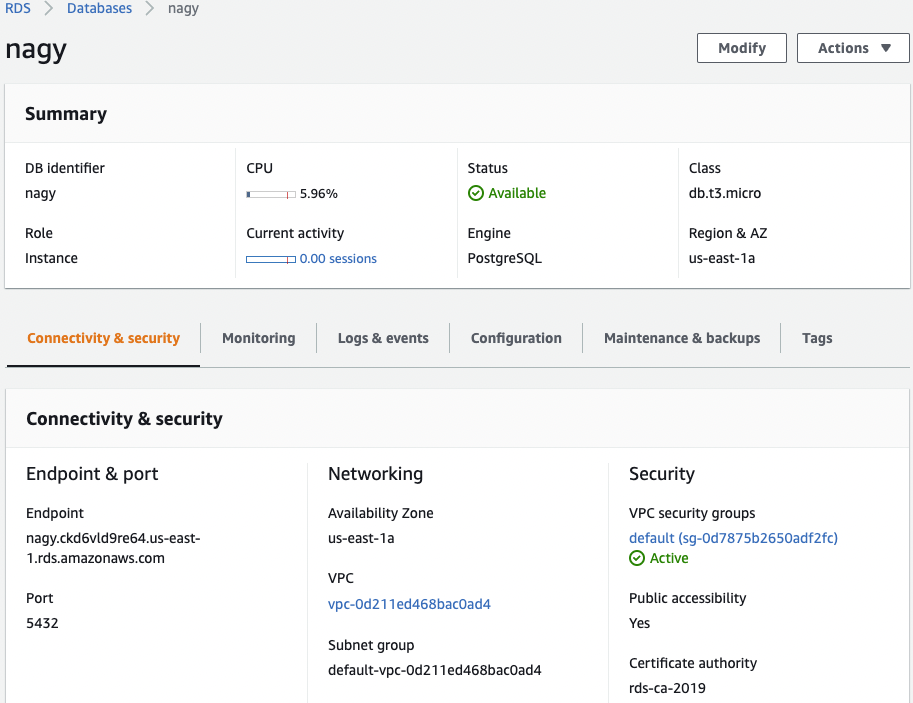 RDS > Databases > nagy
nagy
Modify
Actions ▼
Summary
DB identifier
nagy
CPU
5.96%
Status
Available
Class
db.t3.micro
Role
Instance
Current activity
0.00 sessions
Engine
PostgreSQL
Region & AZ
us-east-1a
Connectivity & security
Monitoring
Logs & events
Configuration
Maintenance & backups
Tags
Connectivity & security
Endpoint & port
Endpoint
nagy.ckd6vld9re64.us-east-
1.rds.amazonaws.com
Port
5432
Networking
Availability Zone
us-east-1a
VPC
vpc-0d211ed468bac0ad4
Subnet group
default-vpc-0d211ed468bac0ad4
Security
VPC security groups
default (sg-0d7875b2650adf2fc)
Active
Public accessibility
Yes
Certificate authority
rds-ca-2019